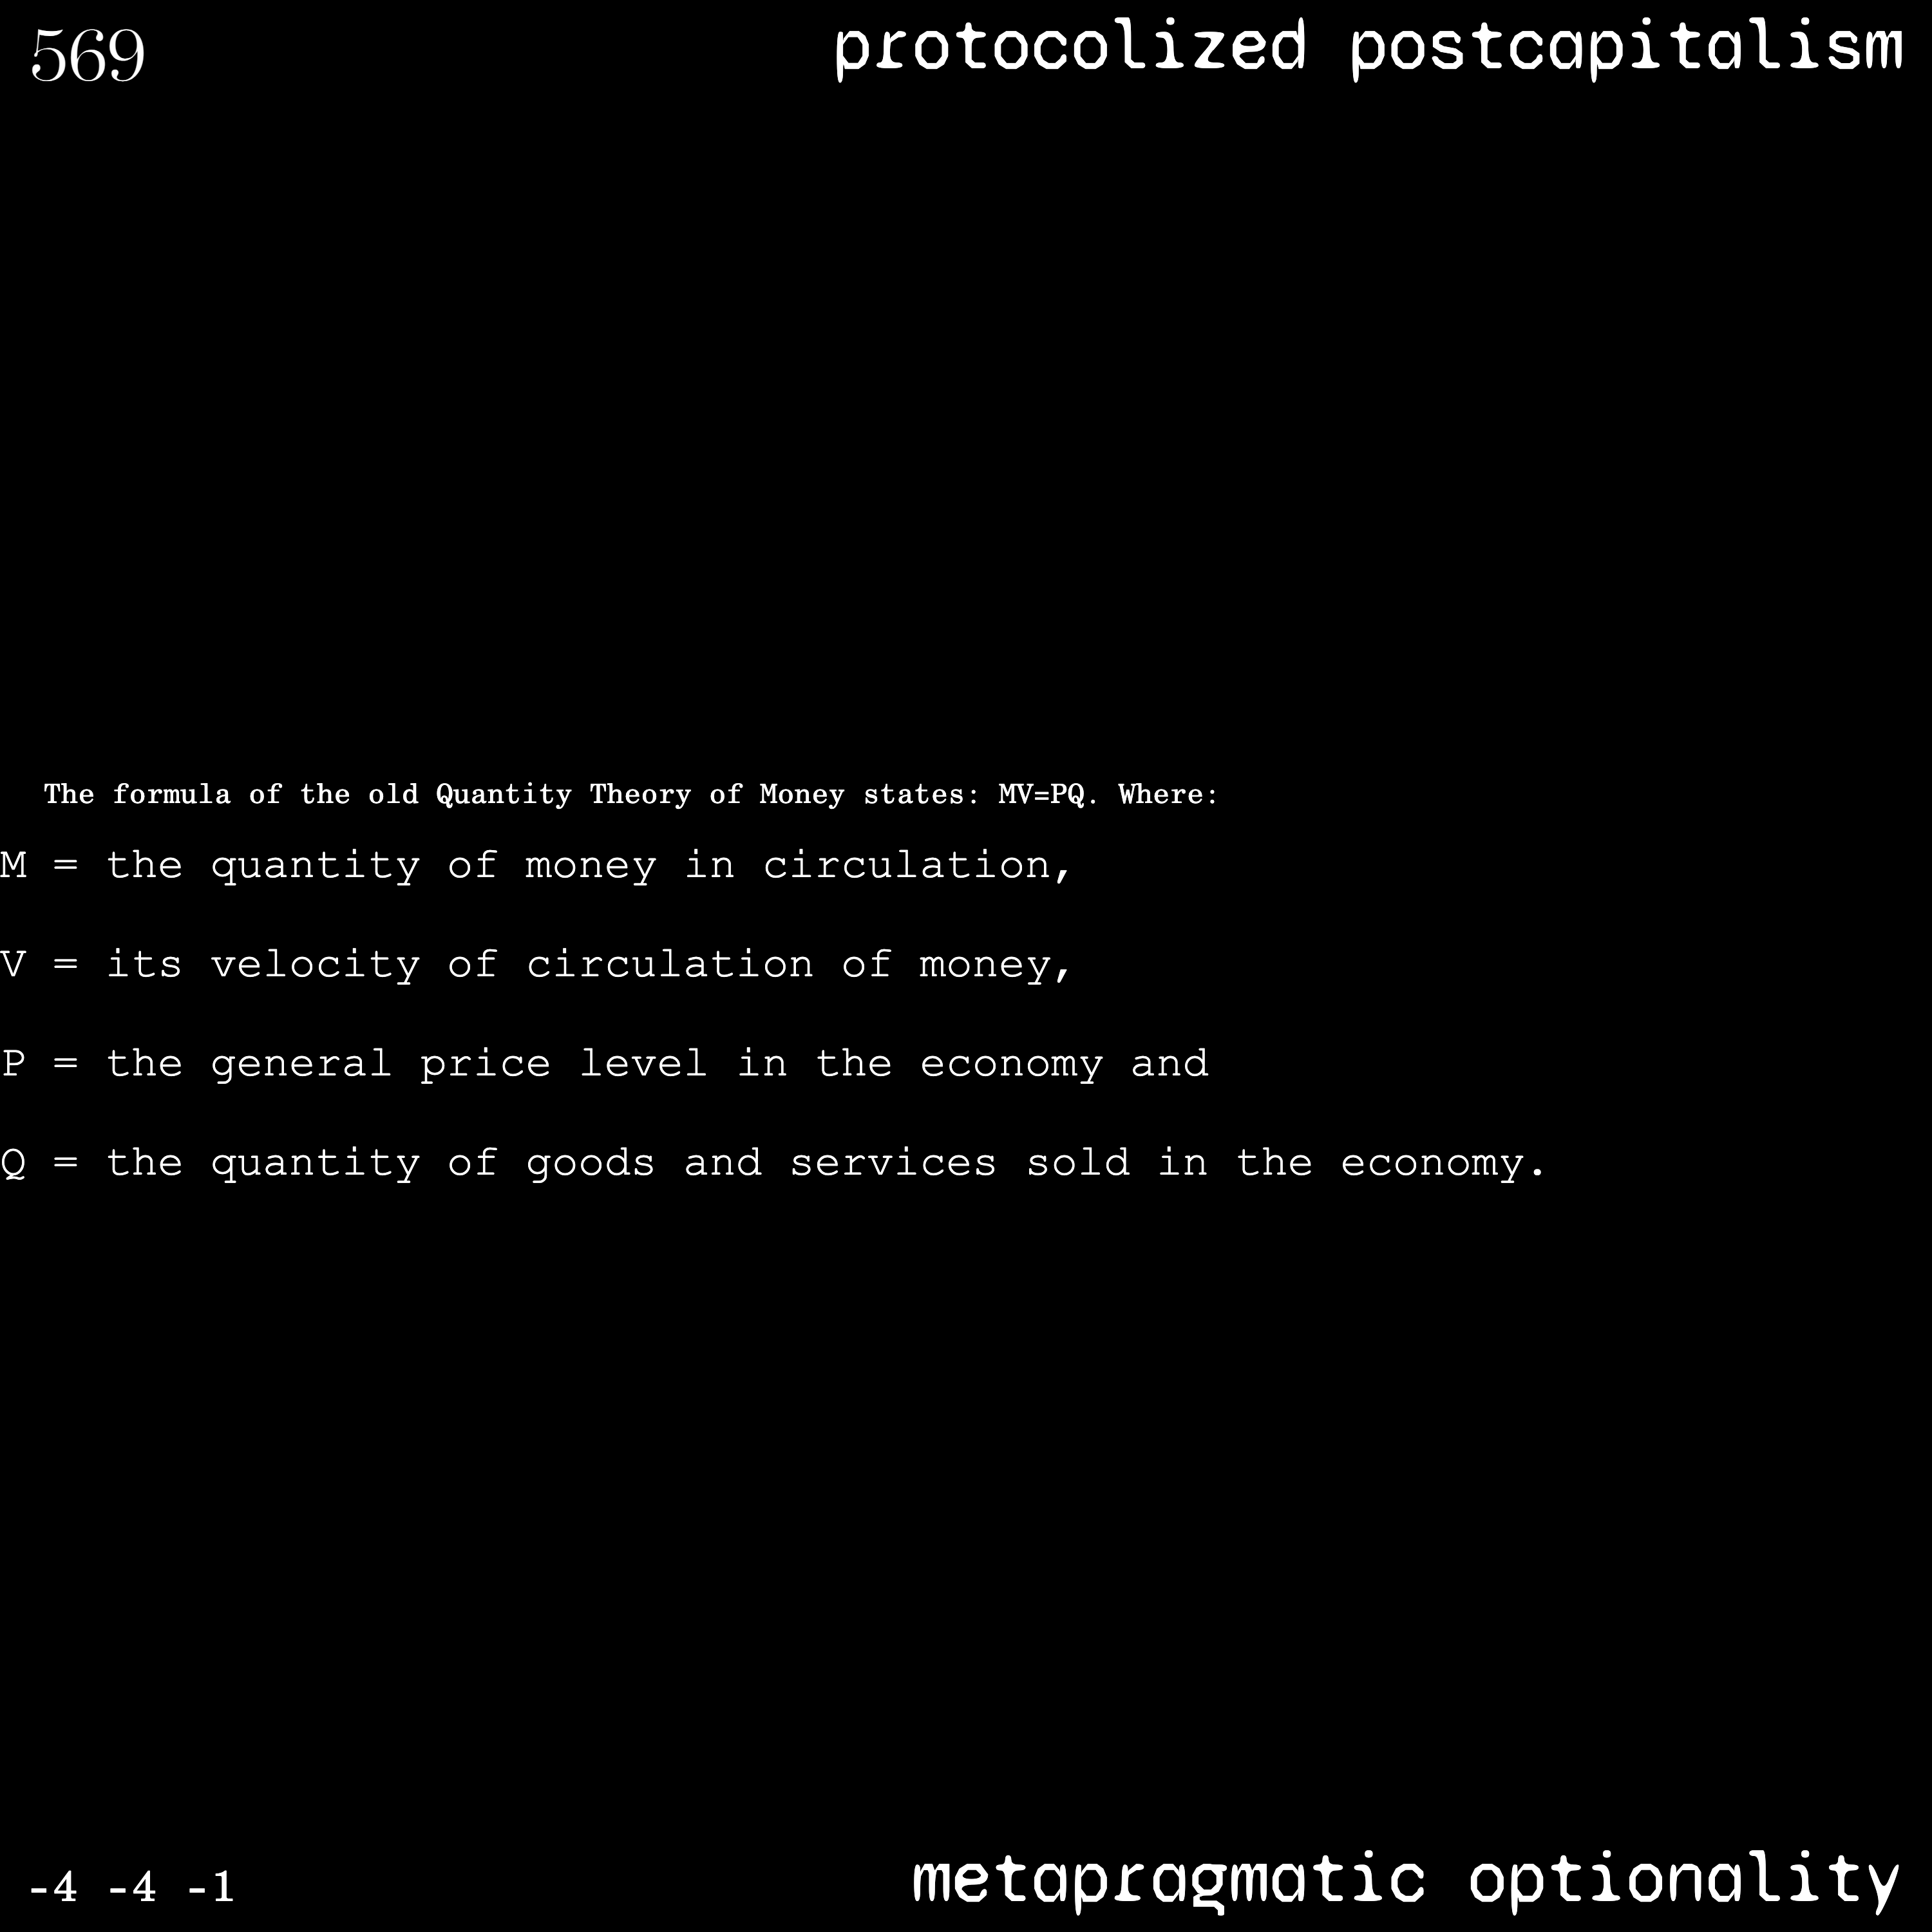 569
protocolized postcapitalism
The formula of the old Quantity Theory of Money states: MV=PQ. Where:
M = the quantity of money in circulation,
V = its velocity of circulation of money,
P = the general price level in the economy and
Q = the quantity of goods and services sold in the economy.
-4 -4 -1
metapragmatic optionality